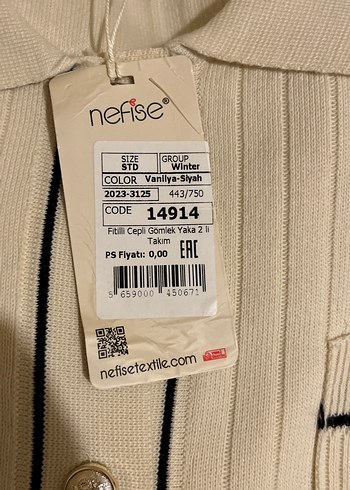 nefise®
SIZE
STD
GROUP
Winter
COLOR Vanilya-Siyah
2023-3125 443/750
CODE 14914
Fitilli Cepli Gömlek Yaka 2 li
Takım
PS Fiyatı: 0,00 EAC
5 659000 450671
nefisetextile.com